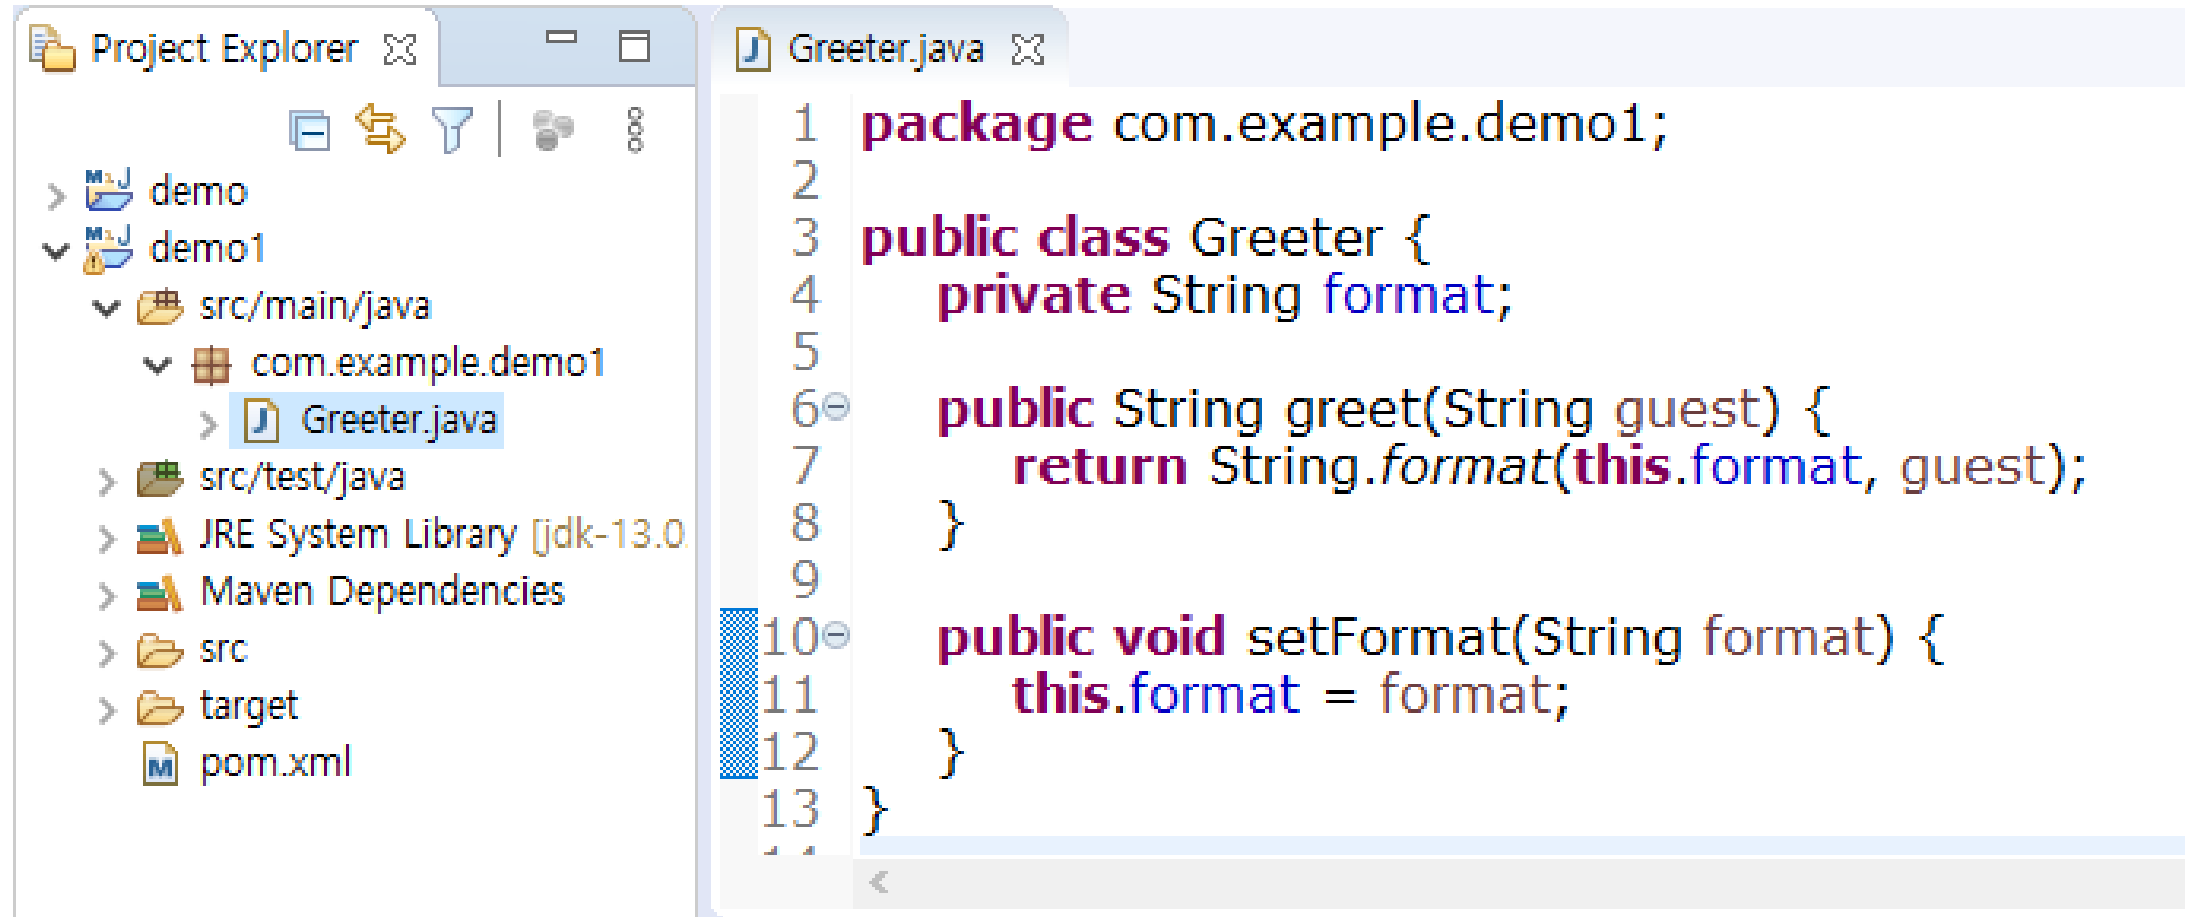 Project Explorer
demo
demo1
src/main/java
com.example.demo1
Greeter.java
src/test/java
JRE System Library [jdk-13.0.
Maven Dependencies
src
target
pom.xml
Greeter.java
1 package com.example.demo1;
2
3 public class Greeter {
4 private String format;
5
6 public String greet(String guest) {
7 return String.format(this.format, guest);
8 }
9
10 public void setFormat(String format) {
11 this.format = format;
12 }
13 }